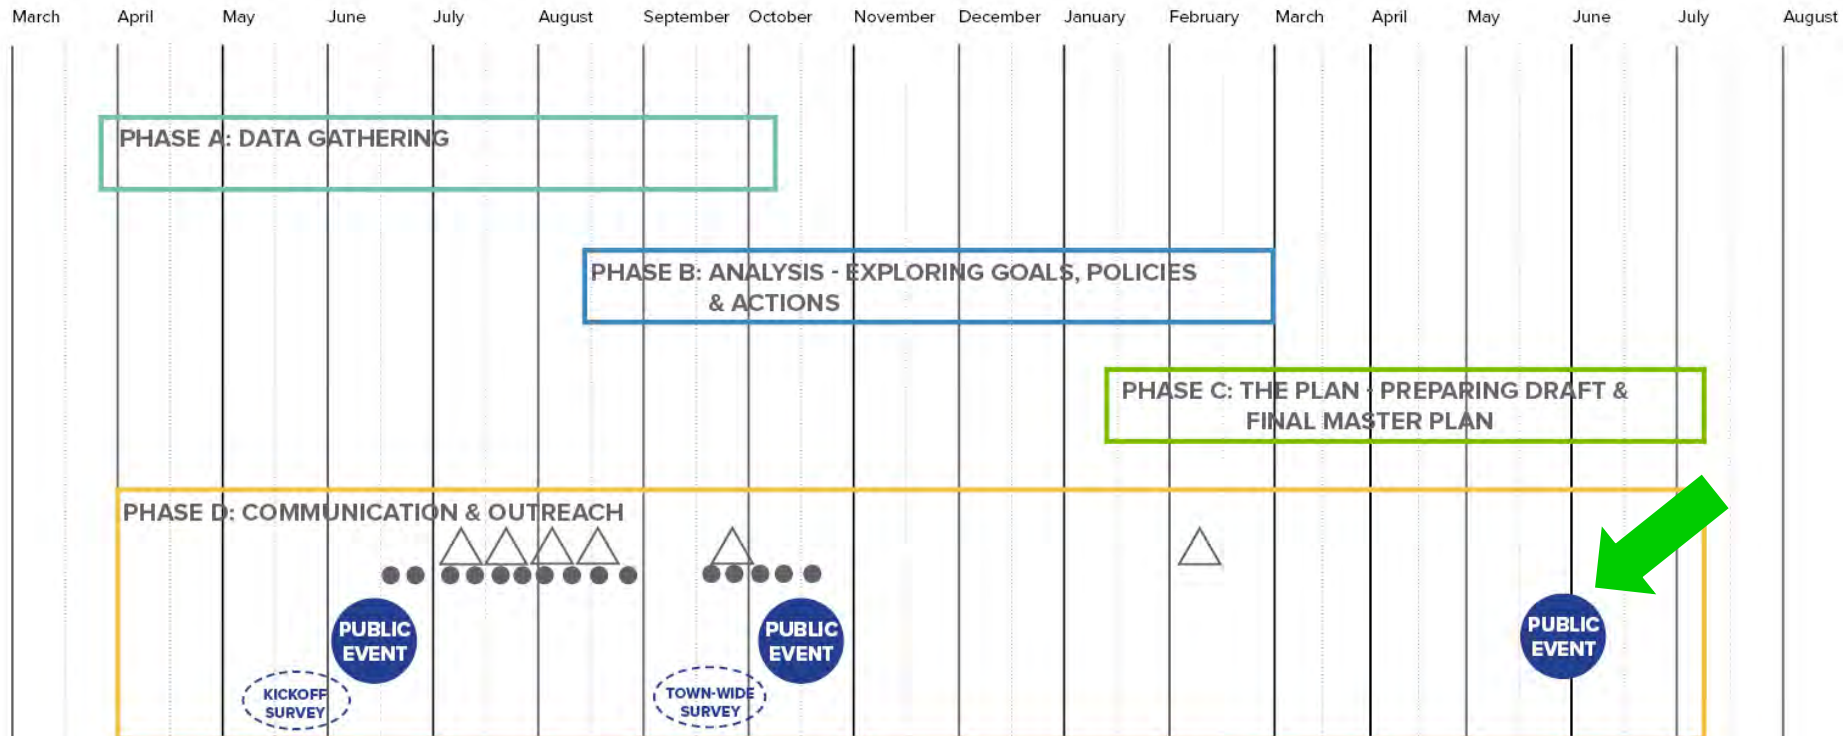 March April May June July August September October November December January February March April May June July August
PHASE A: DATA GATHERING
PHASE B: ANALYSIS - EXPLORING GOALS, POLICIES
& ACTIONS
PHASE C: THE PLAN - PREPARING DRAFT &
FINAL MASTER PLAN
PHASE D: COMMUNICATION & OUTREACH
PUBLIC
EVENT
PUBLIC
EVENT
PUBLIC
EVENT
KICKOFF
SURVEY
TOWN-WIDE
SURVEY